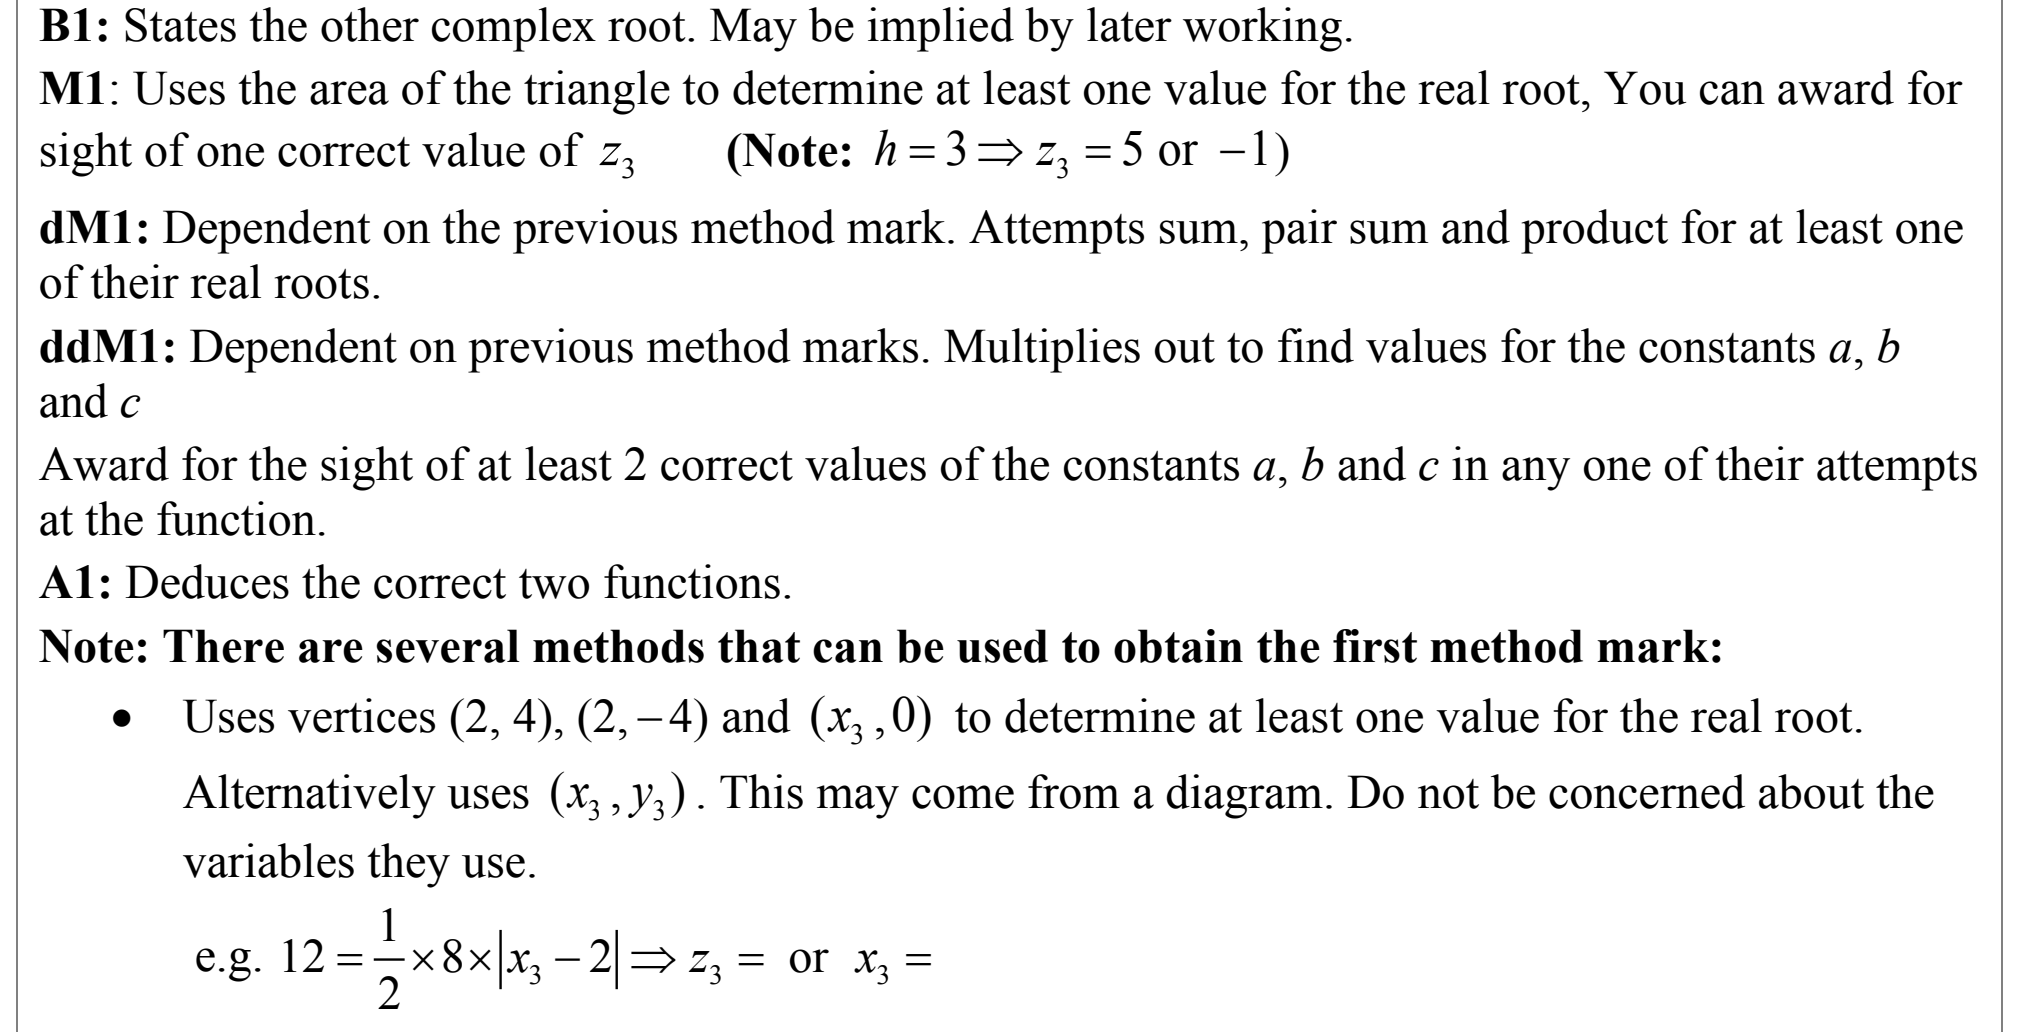 B1: States the other complex root. May be implied by later working.
M1: Uses the area of the triangle to determine at least one value for the real root, You can award for
sight of one correct value of z₃ (Note: h = 3 ⇒ z₃ = 5 or −1)
dM1: Dependent on the previous method mark. Attempts sum, pair sum and product for at least one
of their real roots.
ddM1: Dependent on previous method marks. Multiplies out to find values for the constants a, b
and c
Award for the sight of at least 2 correct values of the constants a, b and c in any one of their attempts
at the function.
A1: Deduces the correct two functions.
Note: There are several methods that can be used to obtain the first method mark:
• Uses vertices (2, 4), (2, −4) and (x₃, 0) to determine at least one value for the real root.
Alternatively uses (x₃, y₃). This may come from a diagram. Do not be concerned about the
variables they use.
e.g. 12 = 1/2 × 8 × |x₃ − 2| ⇒ z₃ = or x₃ =